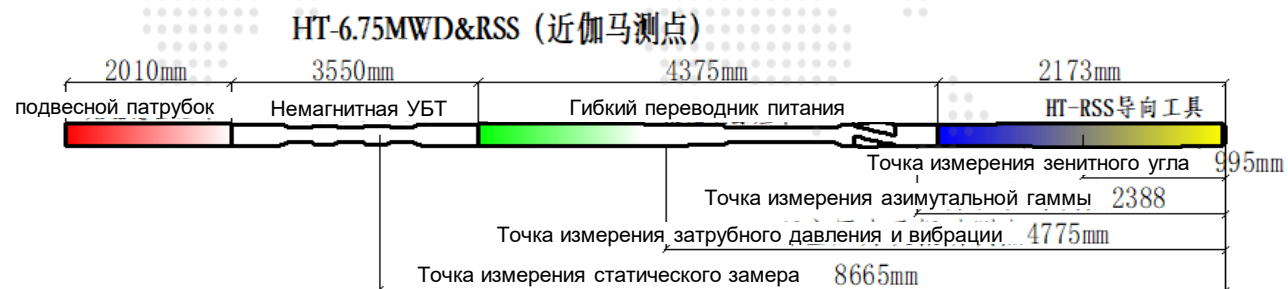 HT-6.75MWD&RSS（近伽马测点）
2010mm 3550mm 4375mm 2173mm
подвесной патрубок Немагнитная УБТ Гибкий переводник питания HT-RSS导向工具
Точка измерения зенитного угла 995mm
Точка измерения азимутальной гаммы 2388
Точка измерения затрубного давления и вибрации 4775mm
Точка измерения статического замера 8665mm